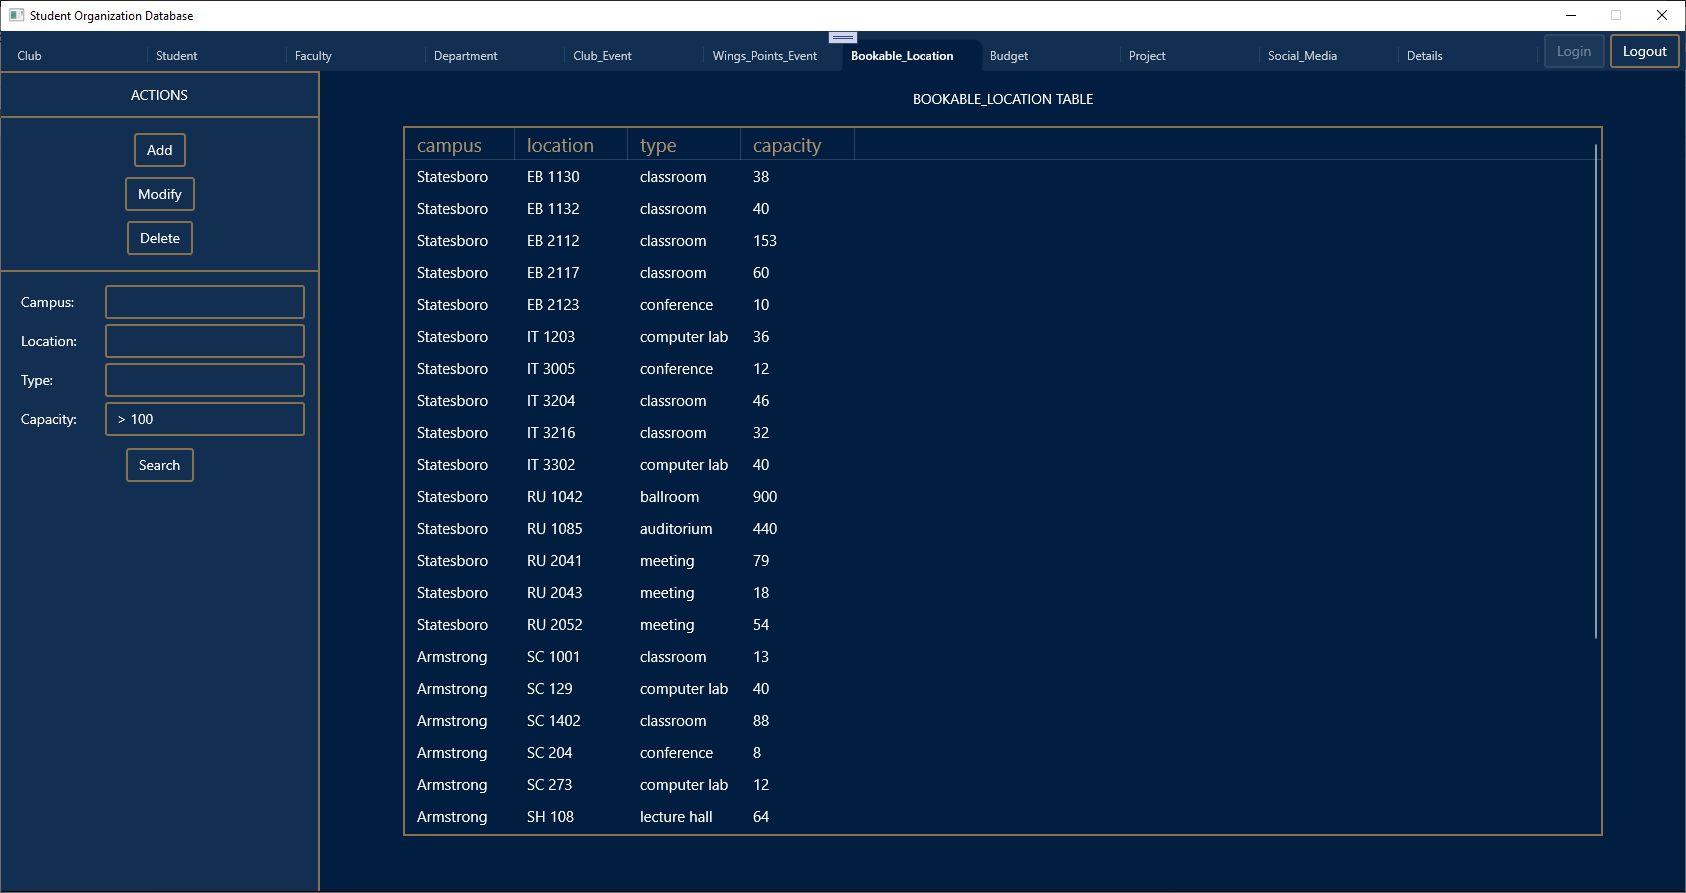 Student Organization Database
Club Student Faculty Department Club_Event Wings_Points_Event Bookable_Location Budget Project Social_Media Details Login Logout
ACTIONS
Add
Modify
Delete
Campus:
Location:
Type:
Capacity: > 100
Search
BOOKABLE_LOCATION TABLE
campus location type capacity
Statesboro EB 1130 classroom 38
Statesboro EB 1132 classroom 40
Statesboro EB 2112 classroom 153
Statesboro EB 2117 classroom 60
Statesboro EB 2123 conference 10
Statesboro IT 1203 computer lab 36
Statesboro IT 3005 conference 12
Statesboro IT 3204 classroom 46
Statesboro IT 3216 classroom 32
Statesboro IT 3302 computer lab 40
Statesboro RU 1042 ballroom 900
Statesboro RU 1085 auditorium 440
Statesboro RU 2041 meeting 79
Statesboro RU 2043 meeting 18
Statesboro RU 2052 meeting 54
Armstrong SC 1001 classroom 13
Armstrong SC 129 computer lab 40
Armstrong SC 1402 classroom 88
Armstrong SC 204 conference 8
Armstrong SC 273 computer lab 12
Armstrong SH 108 lecture hall 64